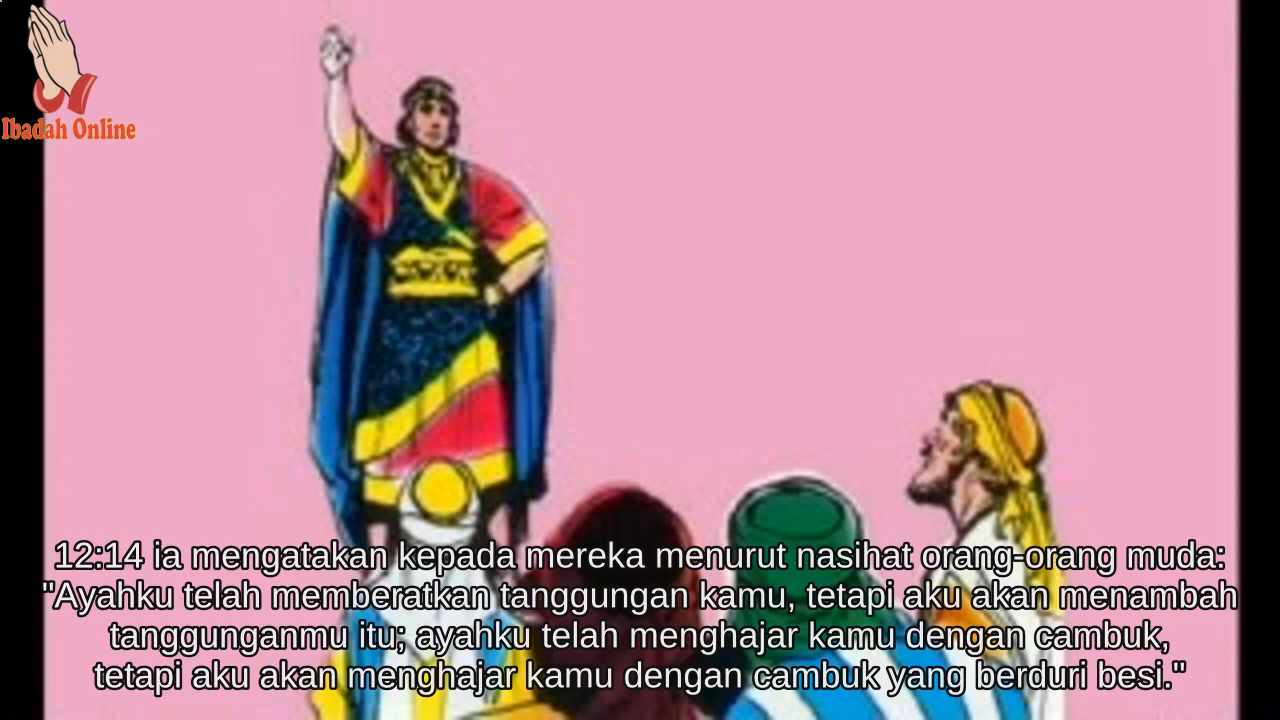 Ibadah Online
12:14 ia mengatakan kepada mereka menurut nasihat orang-orang muda:
"Ayahku telah memberatkan tanggungan kamu, tetapi aku akan menambah
tanggunganmu itu; ayahku telah menghajar kamu dengan cambuk,
tetapi aku akan menghajar kamu dengan cambuk yang berduri besi."